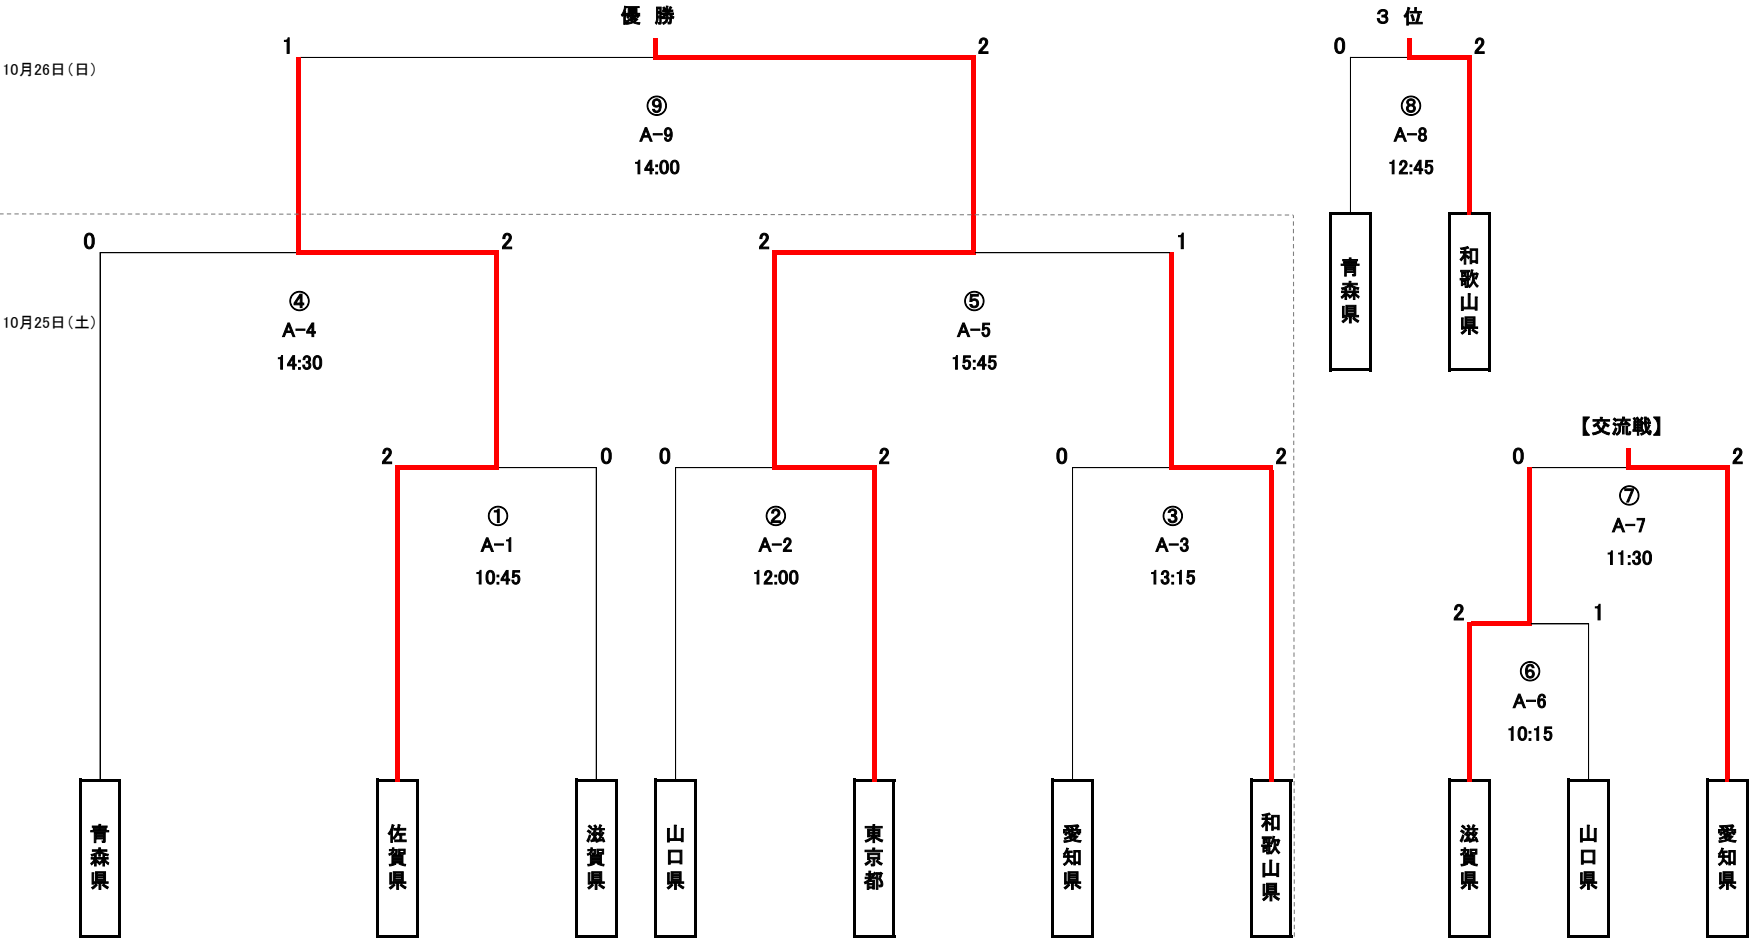 優 勝
3 位
1
2
0
2
10月26日(日)
⑨
A-9
14:00
⑧
A-8
12:45
0
2
2
1
青森県
和歌山県
10月25日(土)
④
A-4
14:30
⑤
A-5
15:45
【交流戦】
2
0
0
2
0
2
0
2
①
A-1
10:45
②
A-2
12:00
③
A-3
13:15
⑦
A-7
11:30
2
1
⑥
A-6
10:15
青森県
佐賀県
滋賀県
山口県
東京都
愛知県
和歌山県
滋賀県
山口県
愛知県